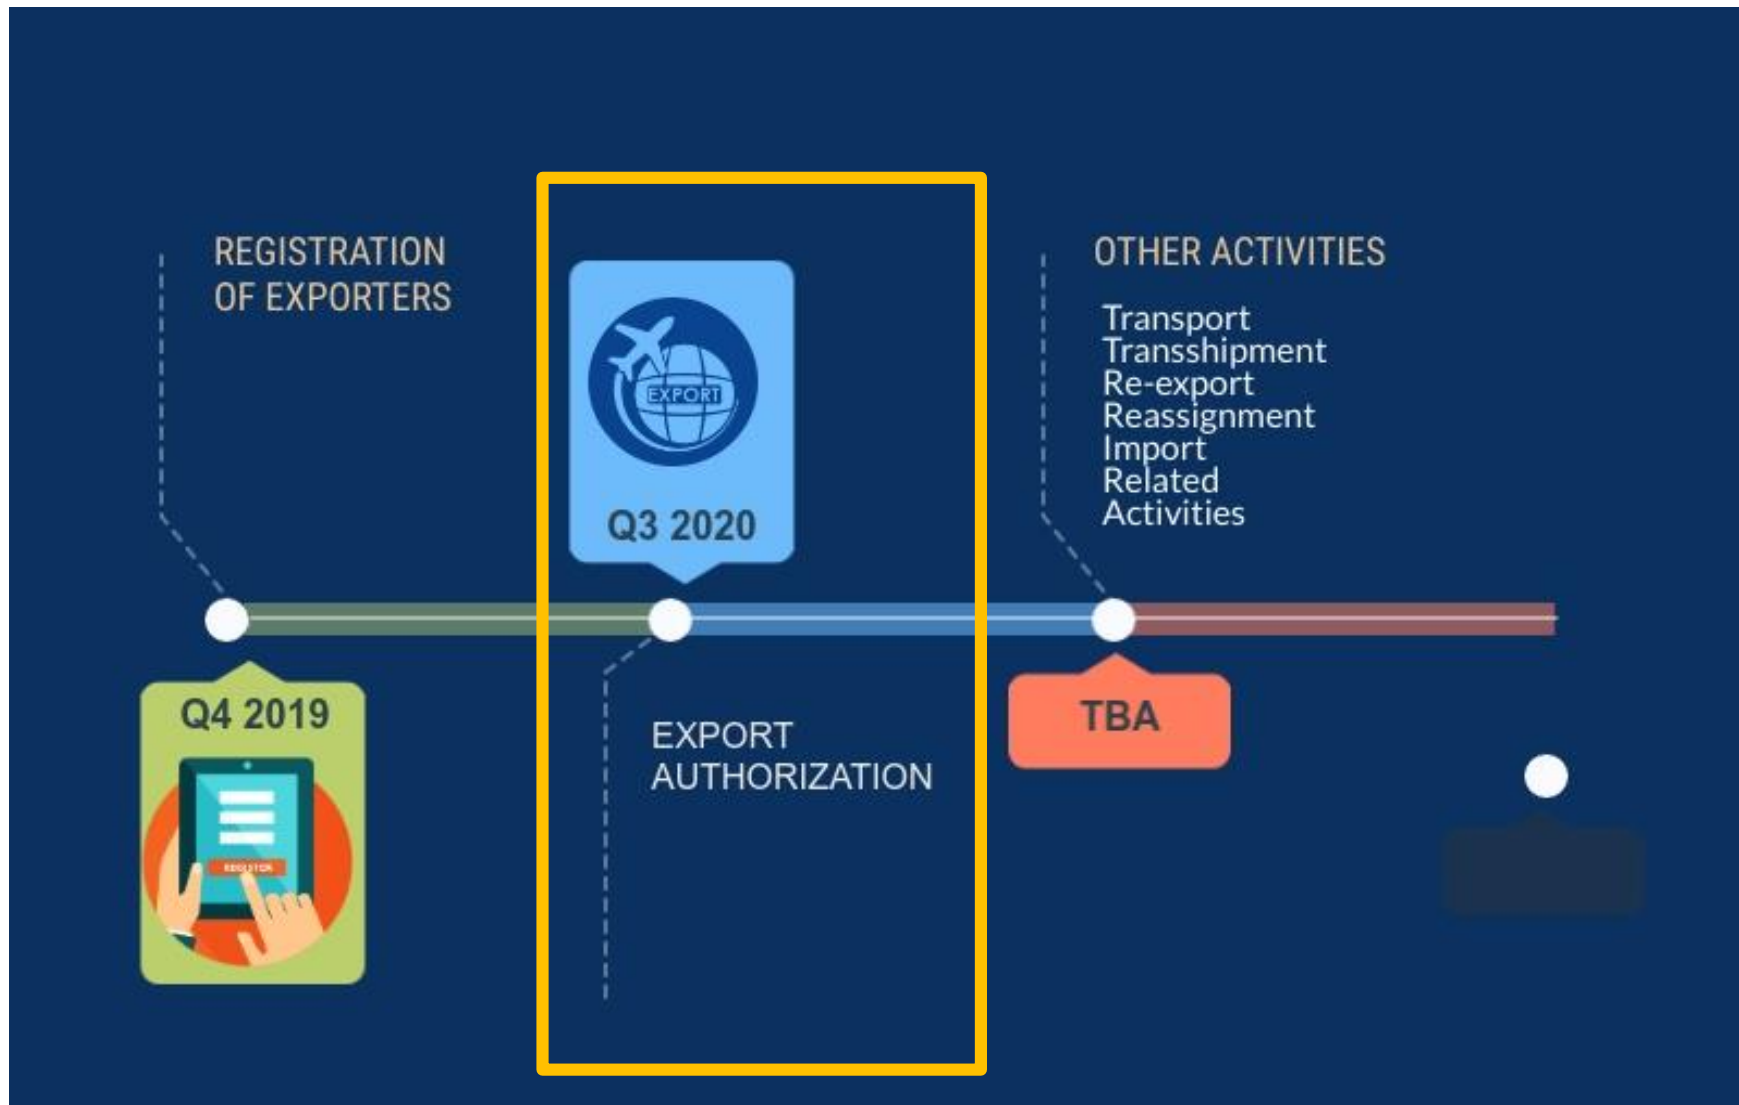 REGISTRATION
OF EXPORTERS
Q4 2019
REGISTER
EXPORT
Q3 2020
EXPORT
AUTHORIZATION
OTHER ACTIVITIES
Transport
Transshipment
Re-export
Reassignment
Import
Related
Activities
TBA